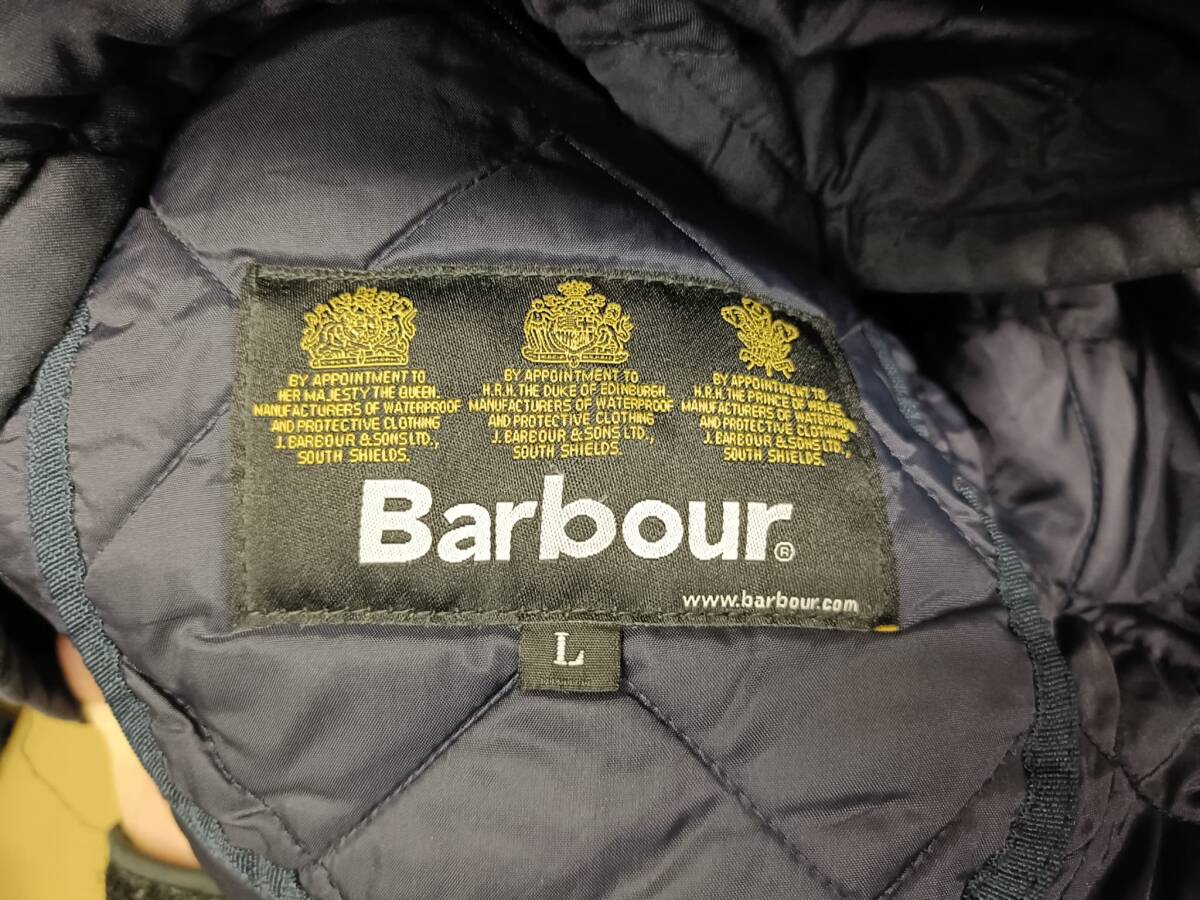 BY APPOINTMENT TO
HER MAJESTY THE QUEEN
MANUFACTURERS OF WATERPROOF
AND PROTECTIVE CLOTHING
J. BARBOUR & SONS LTD.,
SOUTH SHIELDS.
BY APPOINTMENT TO
H.R.H. THE DUKE OF EDINBURGH
MANUFACTURERS OF WATERPROOF
AND PROTECTIVE CLOTHING
J. BARBOUR & SONS LTD.,
SOUTH SHIELDS.
BY APPOINTMENT TO
H.R.H. THE PRINCE OF WALES
MANUFACTURERS OF WATERPROOF
AND PROTECTIVE CLOTHING
J. BARBOUR & SONS LTD.,
SOUTH SHIELDS.
Barbour®
www.barbour.com
L